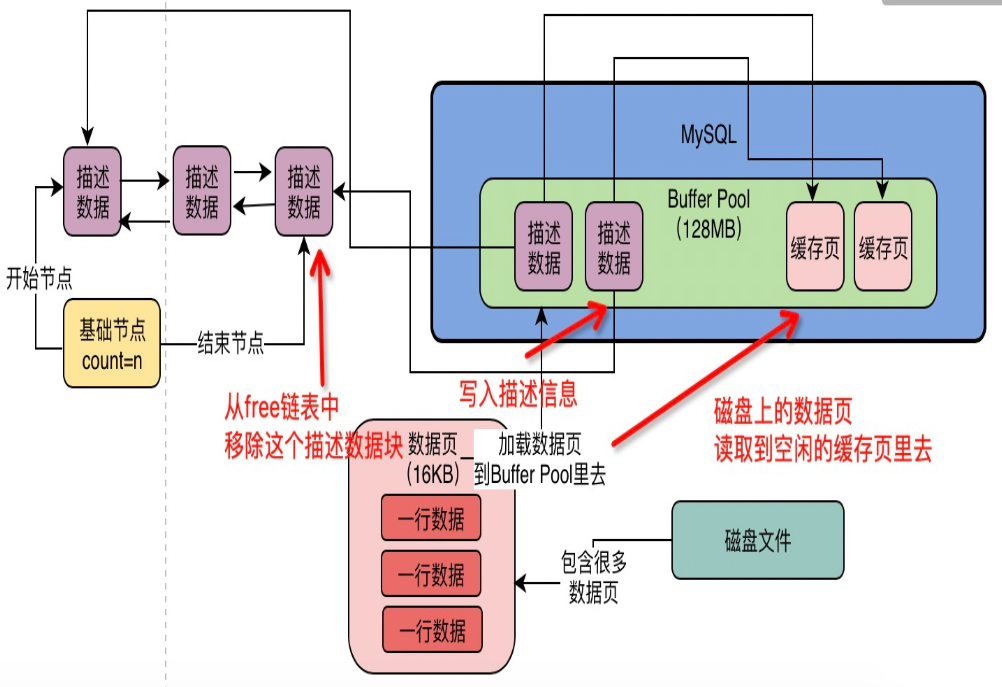 MySQL
Buffer Pool
(128MB)
描述
数据
描述
数据
描述
数据
描述
数据
描述
数据
缓存页
缓存页
开始节点
基础节点
count=n
结束节点
从free链表中
移除这个描述数据块
写入描述信息
磁盘上的数据页
读取到空闲的缓存页里去
数据页
(16KB)
加载数据页
到Buffer Pool里去
一行数据
一行数据
一行数据
包含很多
数据页
磁盘文件